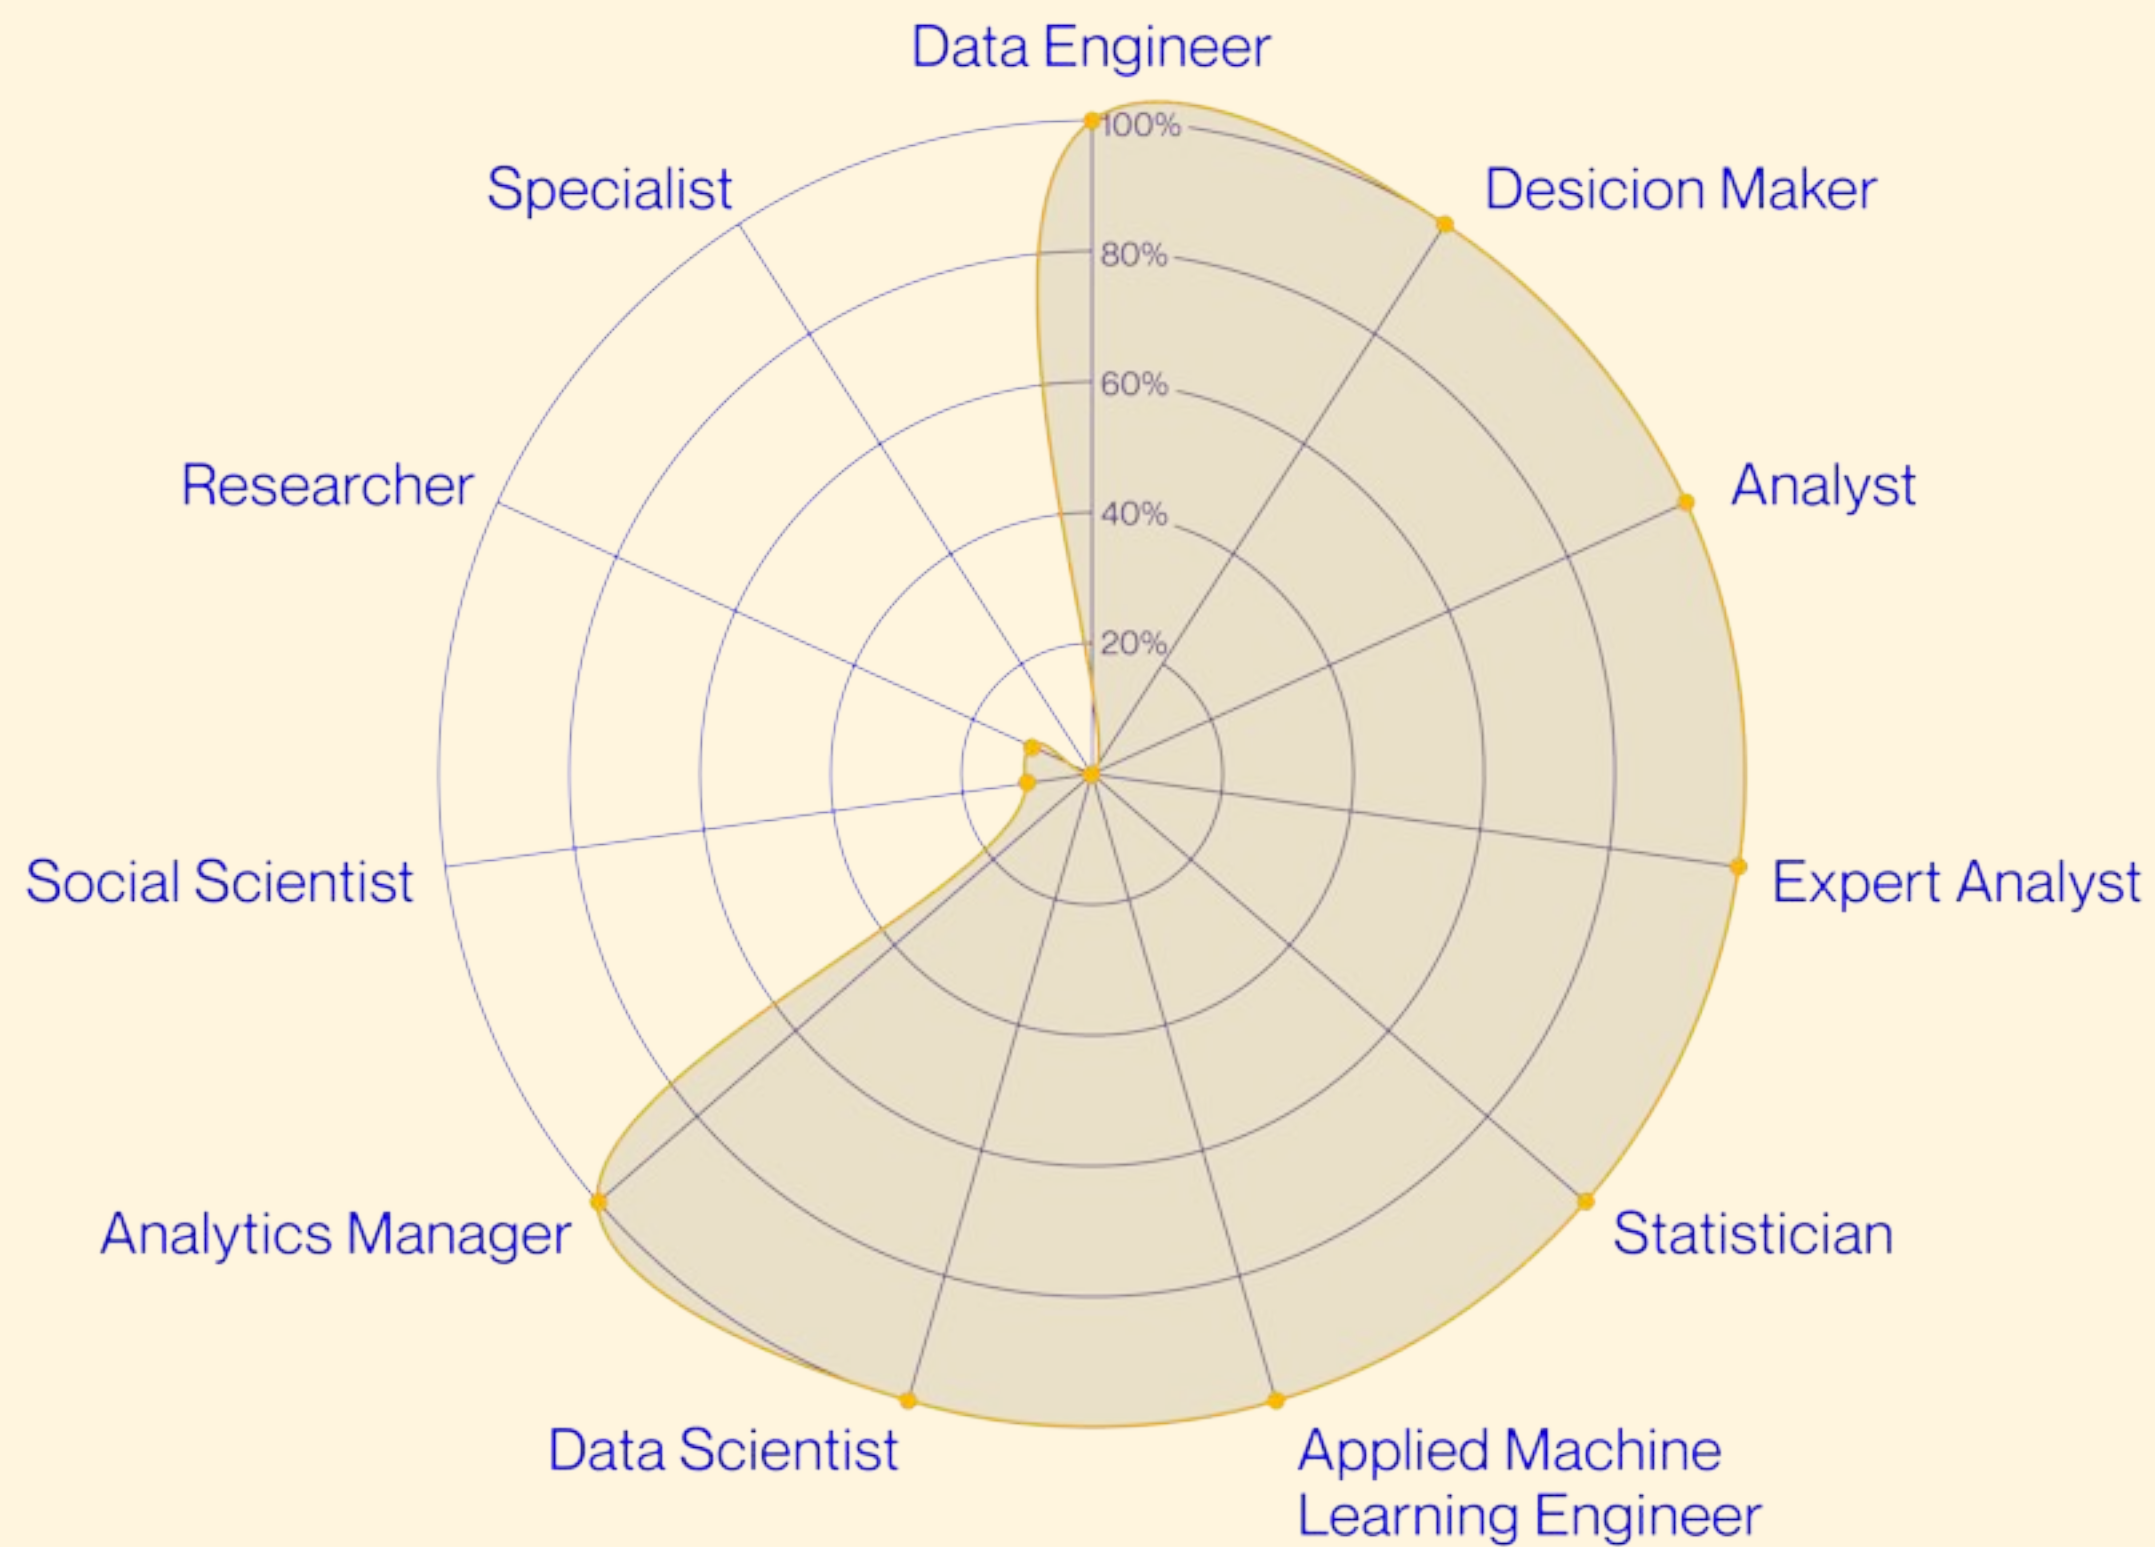 Data Engineer
100%
Specialist
Desicion Maker
80%
60%
Researcher
Analyst
40%
20%
Social Scientist
Expert Analyst
Analytics Manager
Statistician
Data Scientist
Applied Machine
Learning Engineer